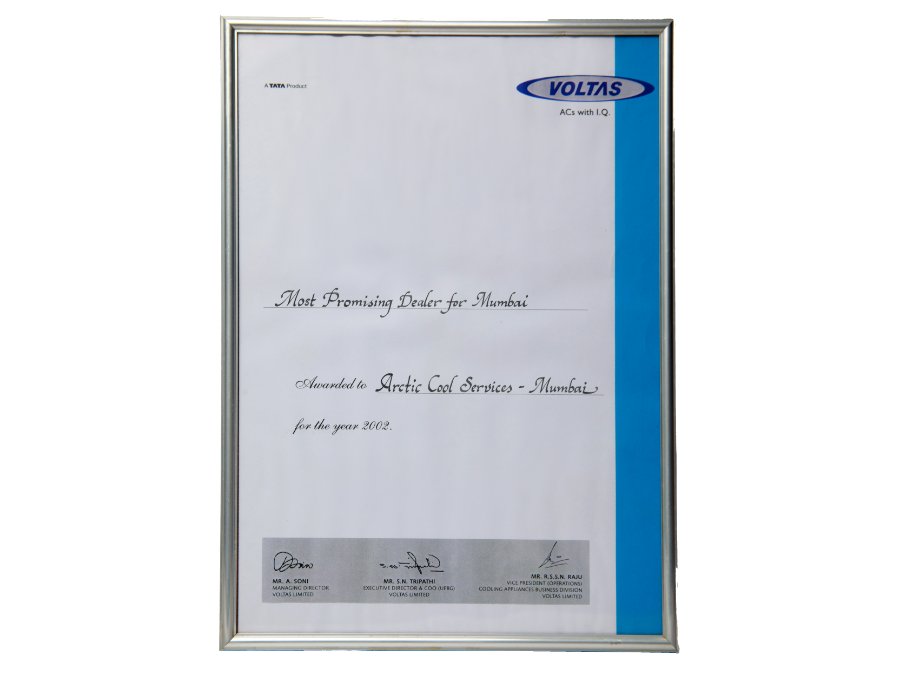 A TATA Product
VOLTAS
ACs with I.Q.
Most Promising Dealer for Mumbai
Awarded to Arctic Cool Services - Mumbai
for the year 2002.
MR. A. SONI
MANAGING DIRECTOR
VOLTAS LIMITED
MR. S.N. TRIPATHI
EXECUTIVE DIRECTOR & COO (UPBG)
VOLTAS LIMITED
MR. R.S.S.N. RAJU
VICE PRESIDENT (OPERATIONS)
COOLING APPLIANCES BUSINESS DIVISION
VOLTAS LIMITED